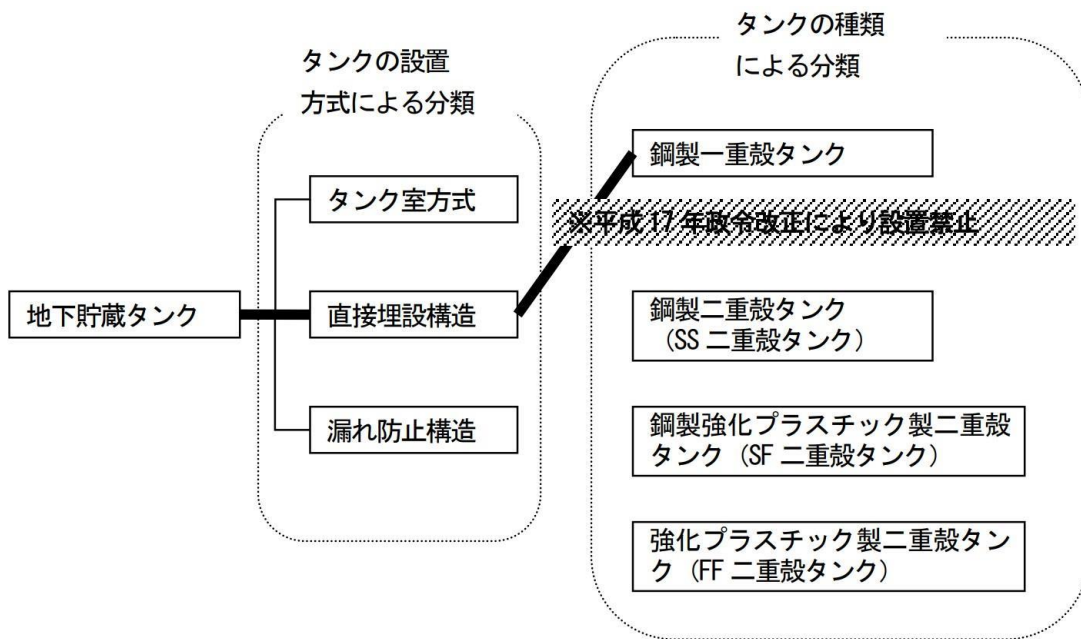 タンクの設置
方式による分類
タンクの種類
による分類
地下貯蔵タンク
タンク室方式
直接埋設構造
漏れ防止構造
鋼製一重殻タンク
※平成17年政令改正により設置禁止
鋼製二重殻タンク
（SS 二重殻タンク）
鋼製強化プラスチック製二重殻
タンク（SF 二重殻タンク）
強化プラスチック製二重殻タン
ク（FF 二重殻タンク）